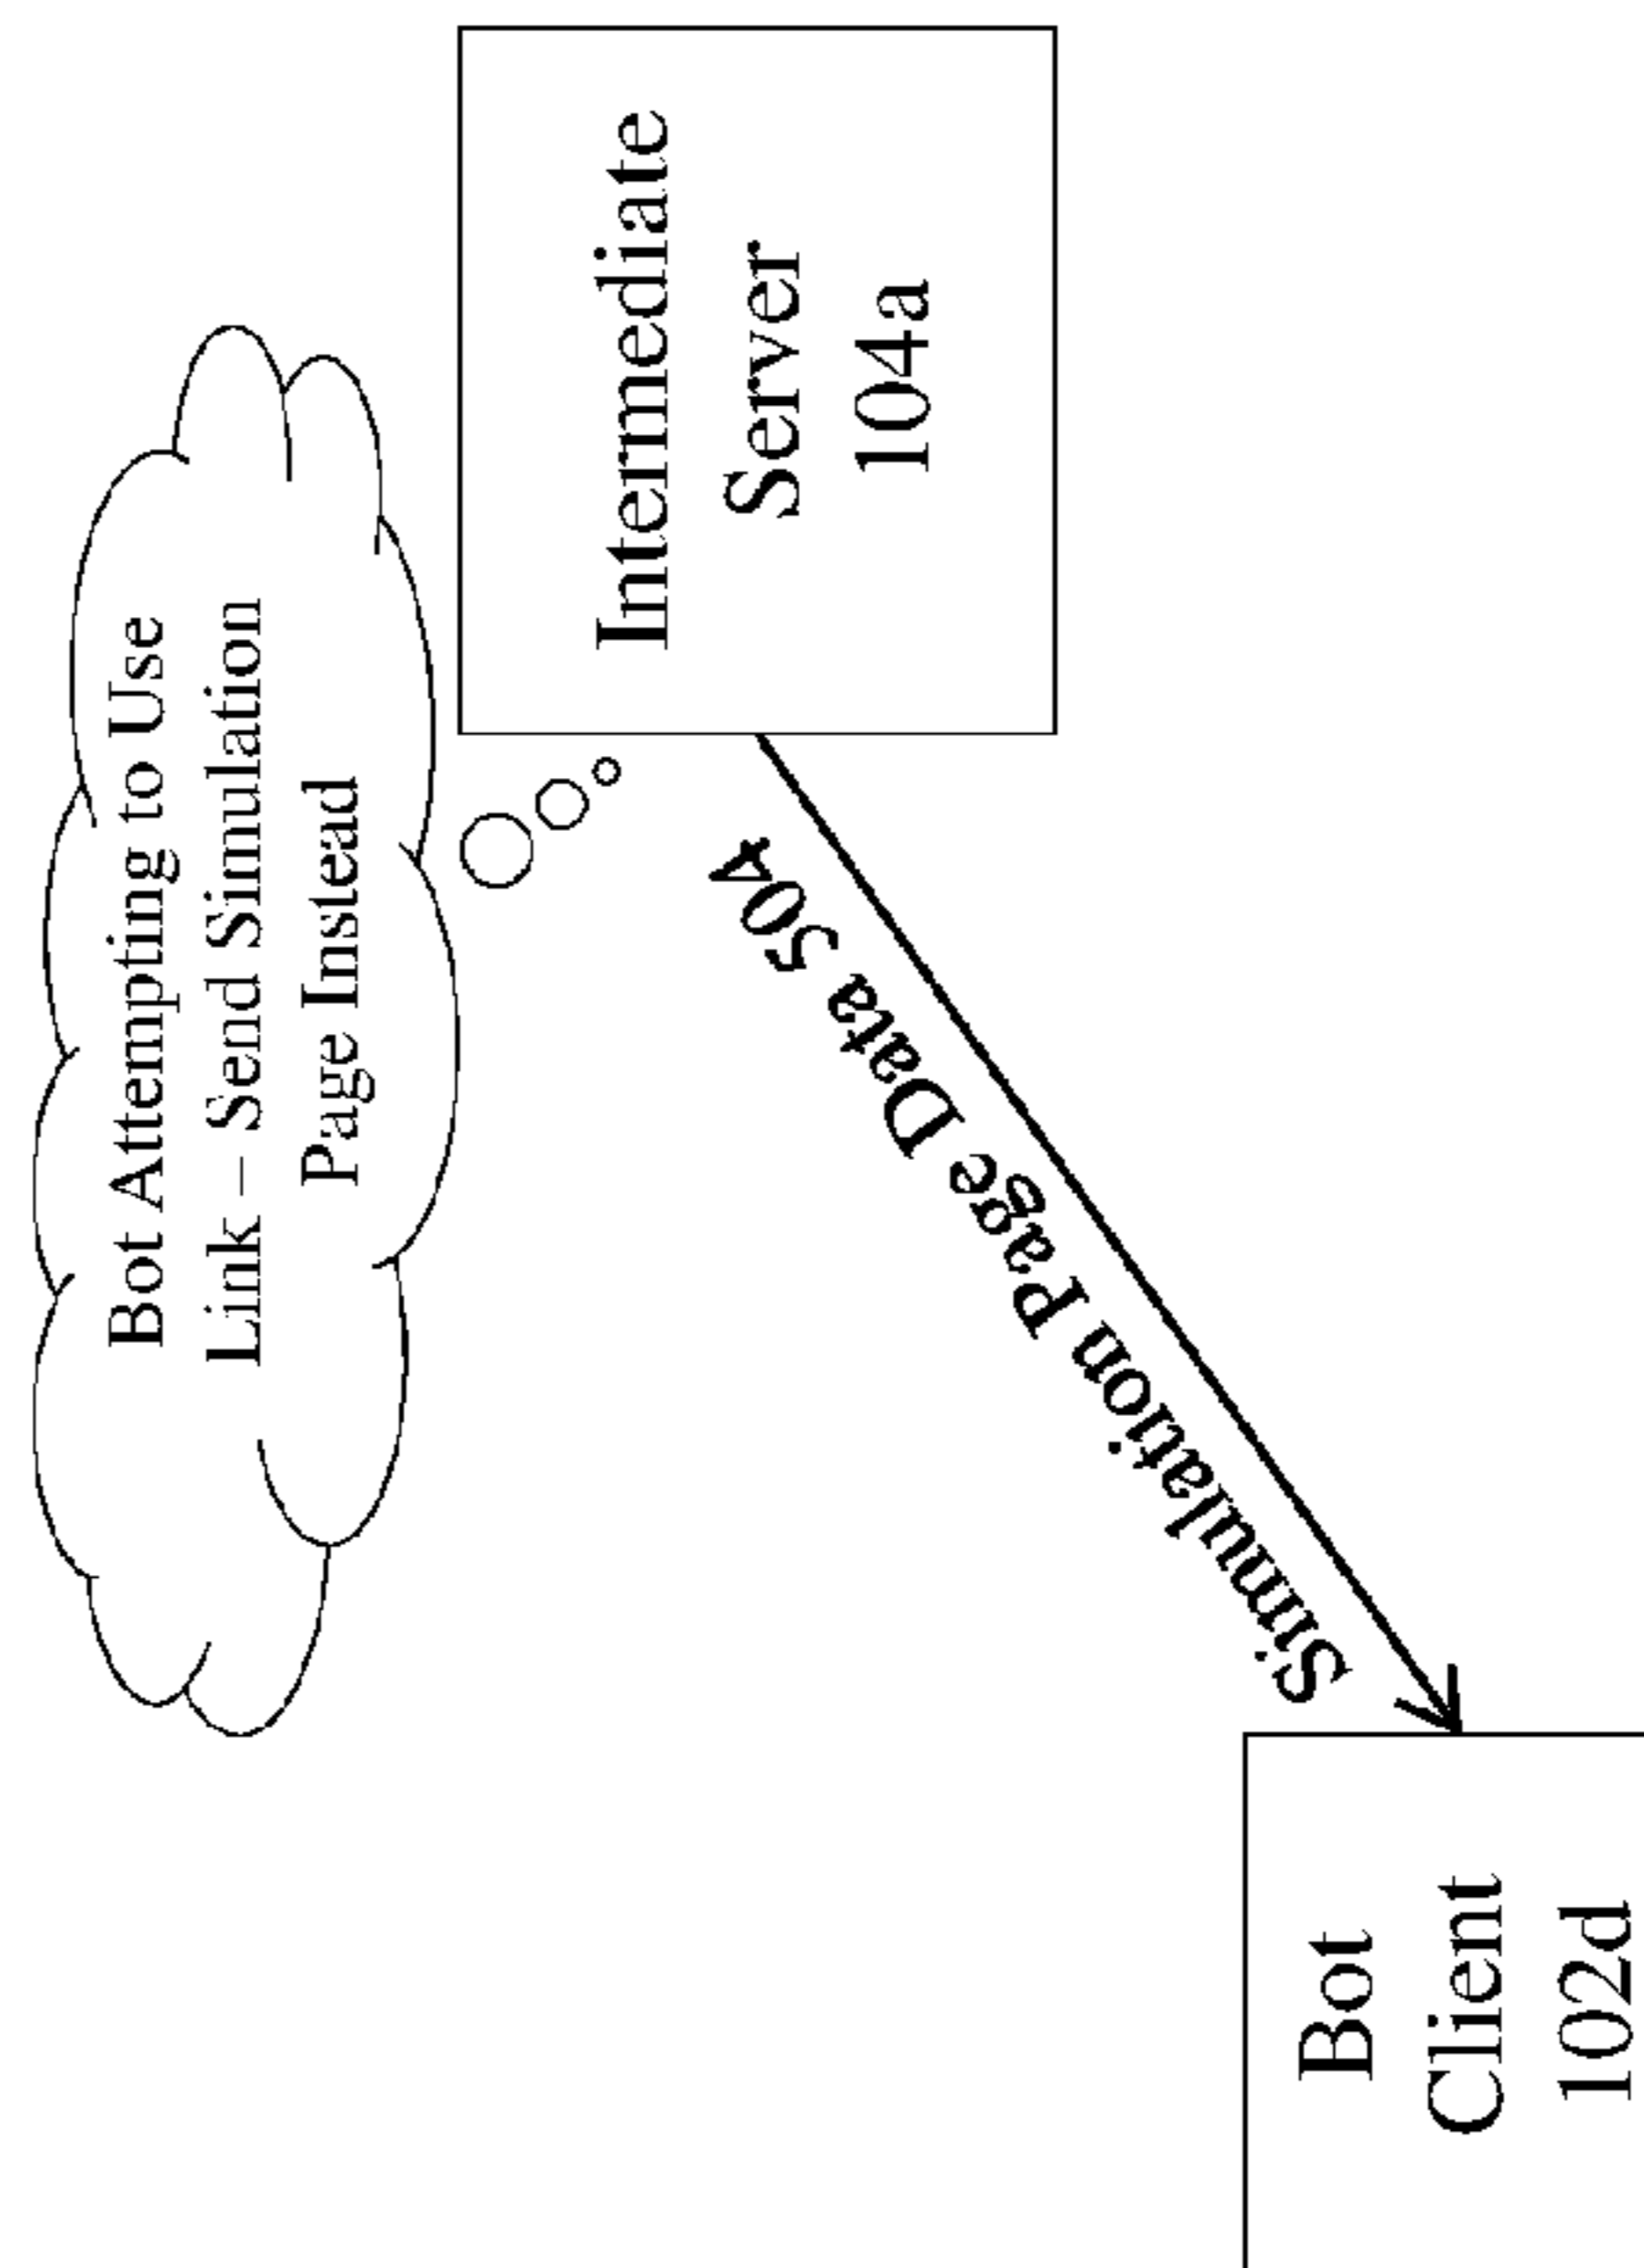 Bot Attempting to Use
Link – Send Simulation
Page Instead
Intermediate
Server
104a
Simulation Page Data 504
Bot
Client
102d